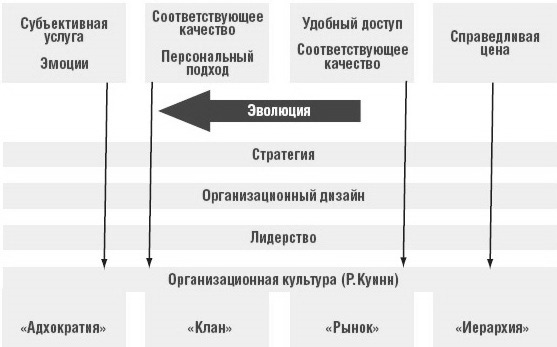 Субъективная
услуга
Эмоции
Соответствующее
качество
Персональный
подход
Удобный доступ
Соответствующее
качество
Справедливая
цена
Эволюция
Стратегия
Организационный дизайн
Лидерство
Организационная культура (Р.Куинн)
«Адхократия»
«Клан»
«Рынок»
«Иерархия»